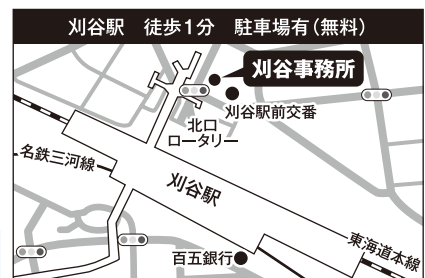 刈谷駅 徒歩1分 駐車場有(無料)
刈谷事務所
刈谷駅前交番
北口
ロータリー
名鉄三河線
刈谷駅
東海道本線
百五銀行